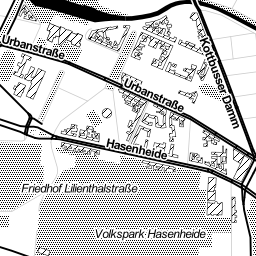 Urbanstraße
Kottbusser Damm
Urbanstraße
Hasenheide
Friedhof Lilienthalstraße
Volkspark Hasenheide